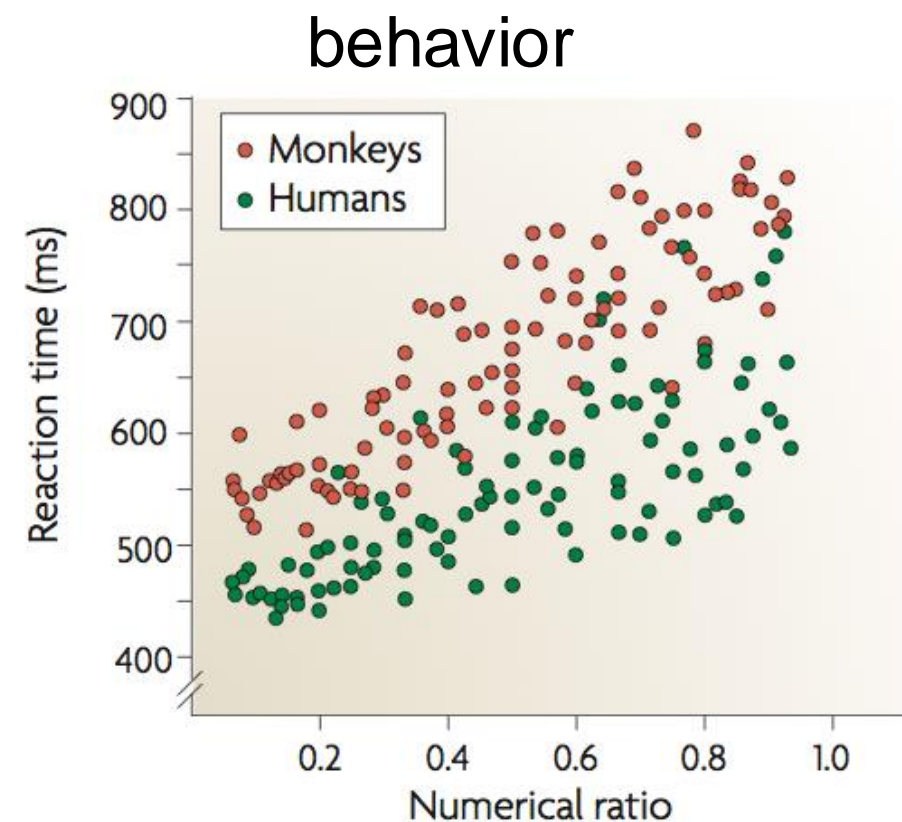 behavior
900
800
700
600
500
400
Reaction time (ms)
Monkeys
Humans
0.2 0.4 0.6 0.8 1.0
Numerical ratio